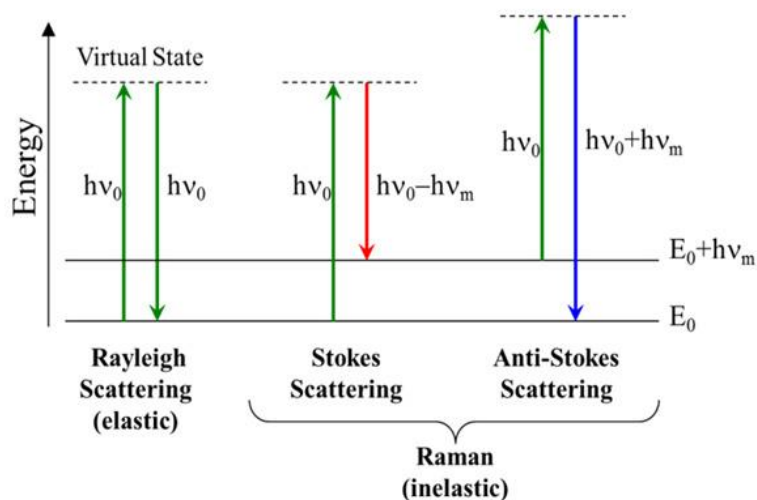 Energy
Virtual State
hν₀
hν₀
hν₀
hν₀−hνₘ
hν₀
hν₀+hνₘ
E₀+hνₘ
E₀
Rayleigh
Scattering
(elastic)
Stokes
Scattering
Anti-Stokes
Scattering
Raman
(inelastic)